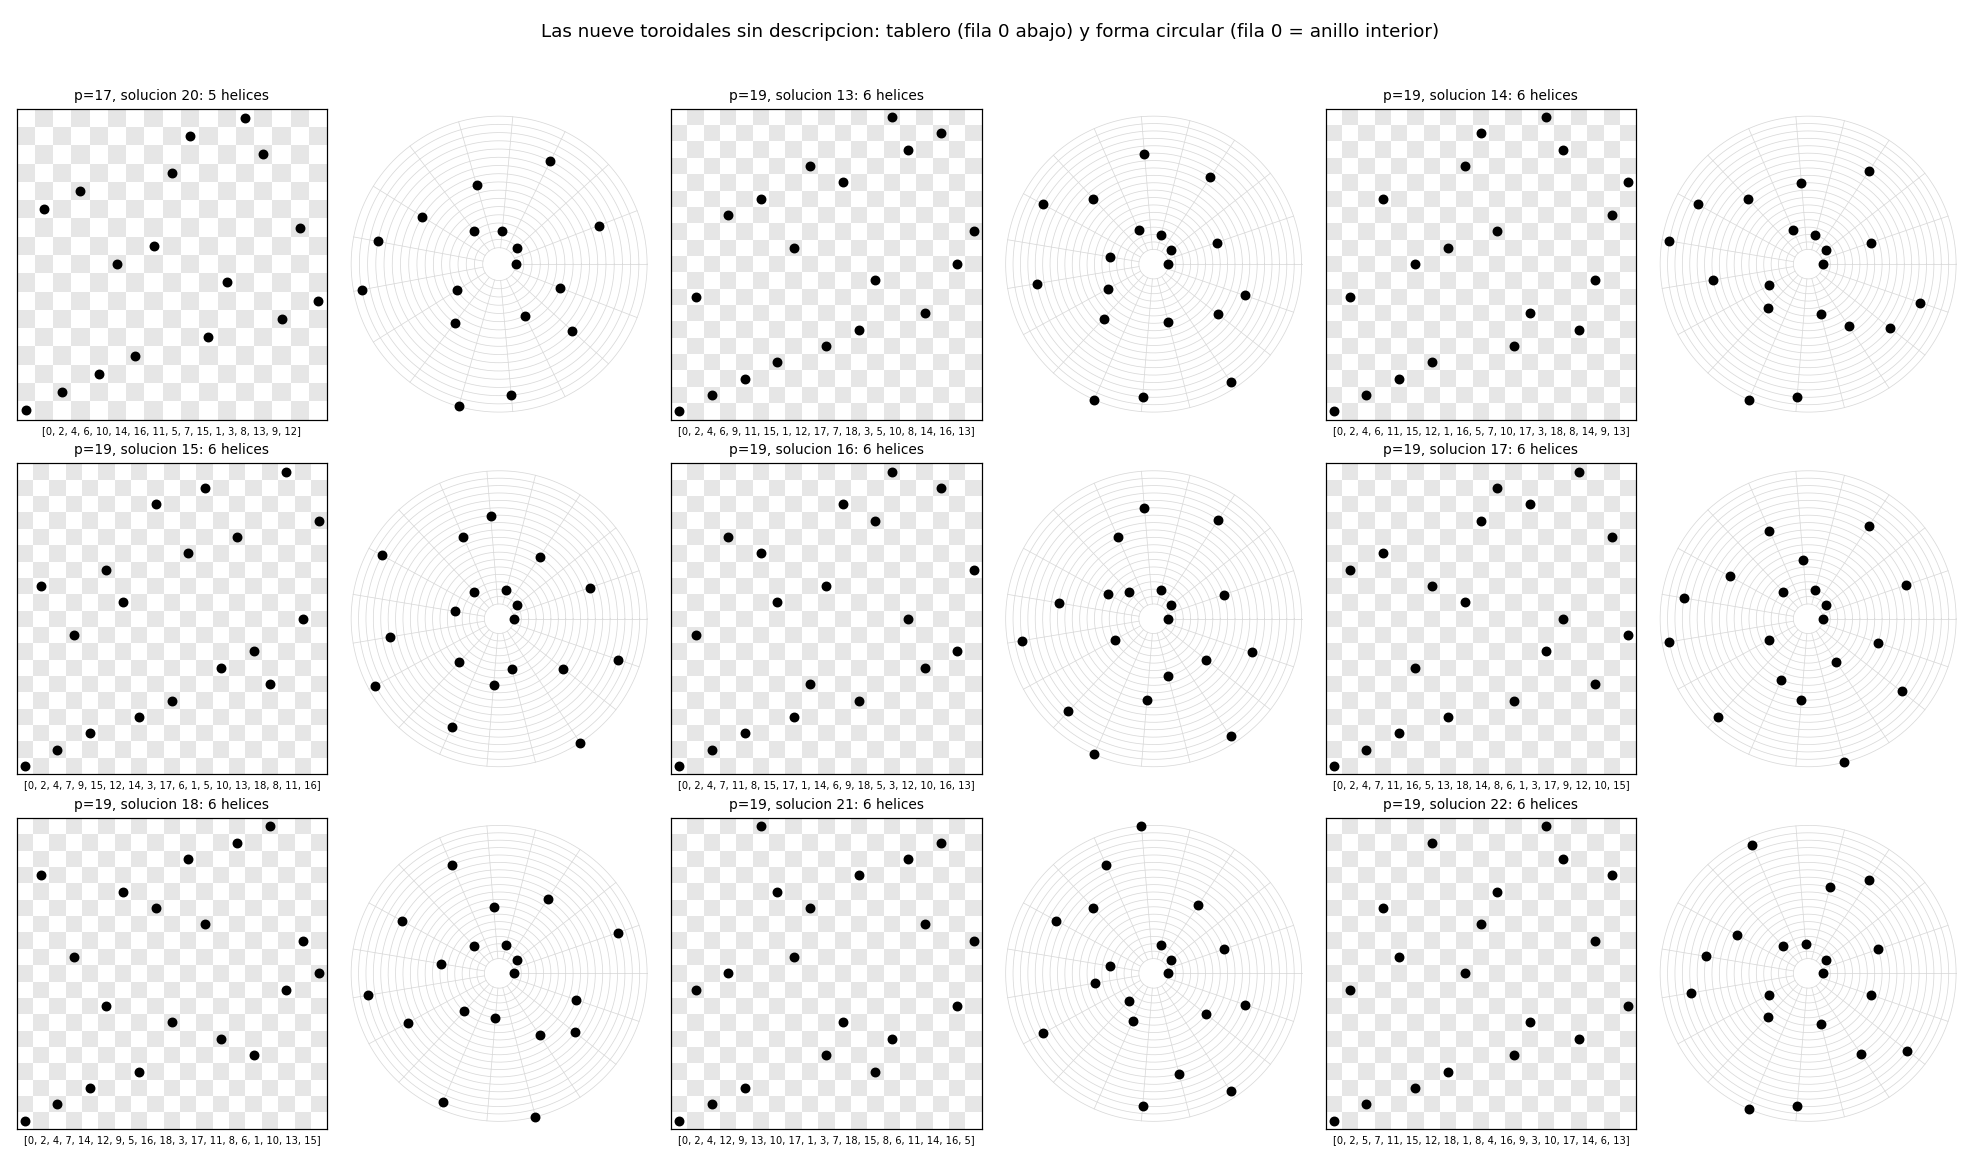 Las nueve toroidales sin descripcion: tablero (fila 0 abajo) y forma circular (fila 0 = anillo interior)
p=17, solucion 20: 5 helices
p=19, solucion 13: 6 helices
p=19, solucion 14: 6 helices
[0, 2, 4, 6, 10, 14, 16, 11, 5, 7, 15, 1, 3, 8, 13, 9, 12]
[0, 2, 4, 6, 9, 11, 15, 1, 12, 17, 7, 18, 3, 5, 10, 8, 14, 16, 13]
[0, 2, 4, 6, 11, 15, 12, 1, 16, 5, 7, 10, 17, 3, 18, 8, 14, 9, 13]
p=19, solucion 15: 6 helices
p=19, solucion 16: 6 helices
p=19, solucion 17: 6 helices
[0, 2, 4, 7, 9, 15, 12, 14, 3, 17, 6, 1, 5, 10, 13, 18, 8, 11, 16]
[0, 2, 4, 7, 11, 8, 15, 17, 1, 14, 6, 9, 18, 5, 3, 12, 10, 16, 13]
[0, 2, 4, 7, 11, 16, 5, 13, 18, 14, 8, 6, 1, 3, 17, 9, 12, 10, 15]
p=19, solucion 18: 6 helices
p=19, solucion 21: 6 helices
p=19, solucion 22: 6 helices
[0, 2, 4, 7, 14, 12, 9, 5, 16, 18, 3, 17, 11, 8, 6, 1, 10, 13, 15]
[0, 2, 4, 12, 9, 13, 10, 17, 1, 3, 7, 18, 15, 8, 6, 11, 14, 16, 5]
[0, 2, 5, 7, 11, 15, 12, 18, 1, 8, 4, 16, 9, 3, 10, 17, 14, 6, 13]